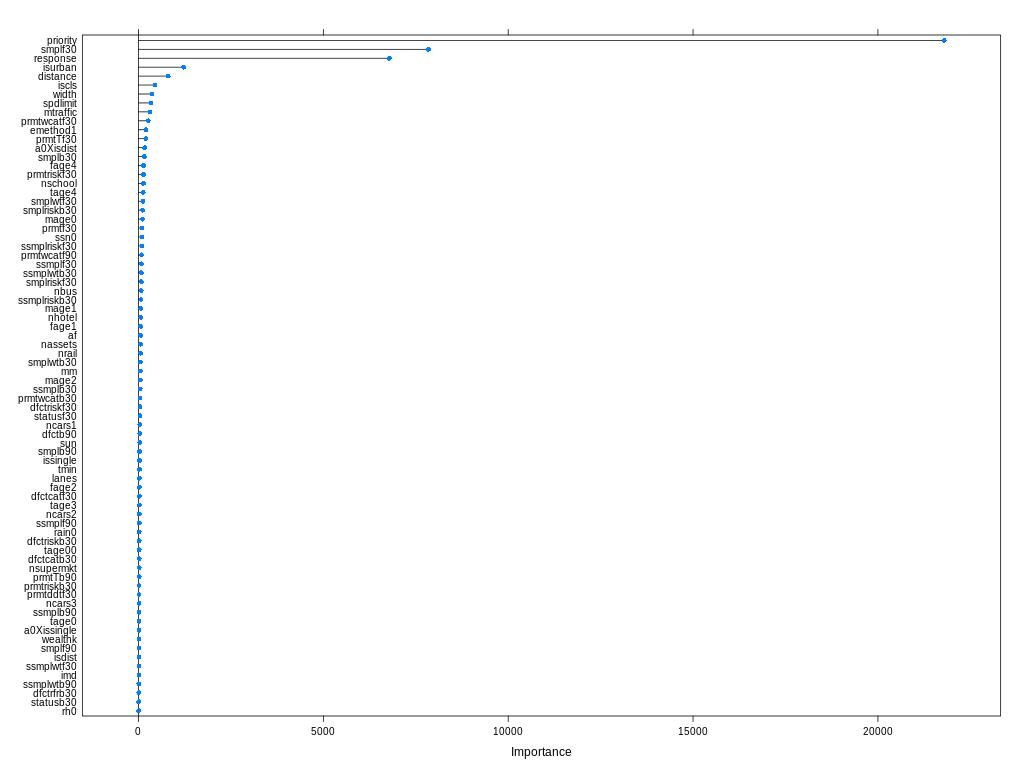 priority
smplf30
response
isurban
distance
iscls
width
spdlimit
mtraffic
prmtwcatf30
emethod1
prmtTf30
a0Xisdist
smplb30
fage4
prmtriskf30
nschool
tage4
smplwtf30
smplriskb30
mage0
prmtf30
ssn0
ssmplriskf30
prmtwcatf90
ssmplf30
ssmplwtb30
smplriskf30
nbus
ssmplriskb30
mage1
nhotel
fage1
af
nassets
nrail
smplwtb30
mm
mage2
ssmplb30
prmtwcatb30
dfctriskf30
statusf30
ncars1
dfctb90
sun
smplb90
issingle
tmin
lanes
fage2
dfctcatf30
tage3
ncars2
ssmplf90
rain0
dfctriskb30
tage00
dfctcatb30
nsupermkt
prmtTb90
prmtriskb30
prmtddtf30
ncars3
ssmplb90
tage0
a0Xissingle
wealthk
smplf90
isdist
ssmplwtf30
imd
ssmplwtb90
dfctrfrb30
statusb30
rh0
0 5000 10000 15000 20000
Importance